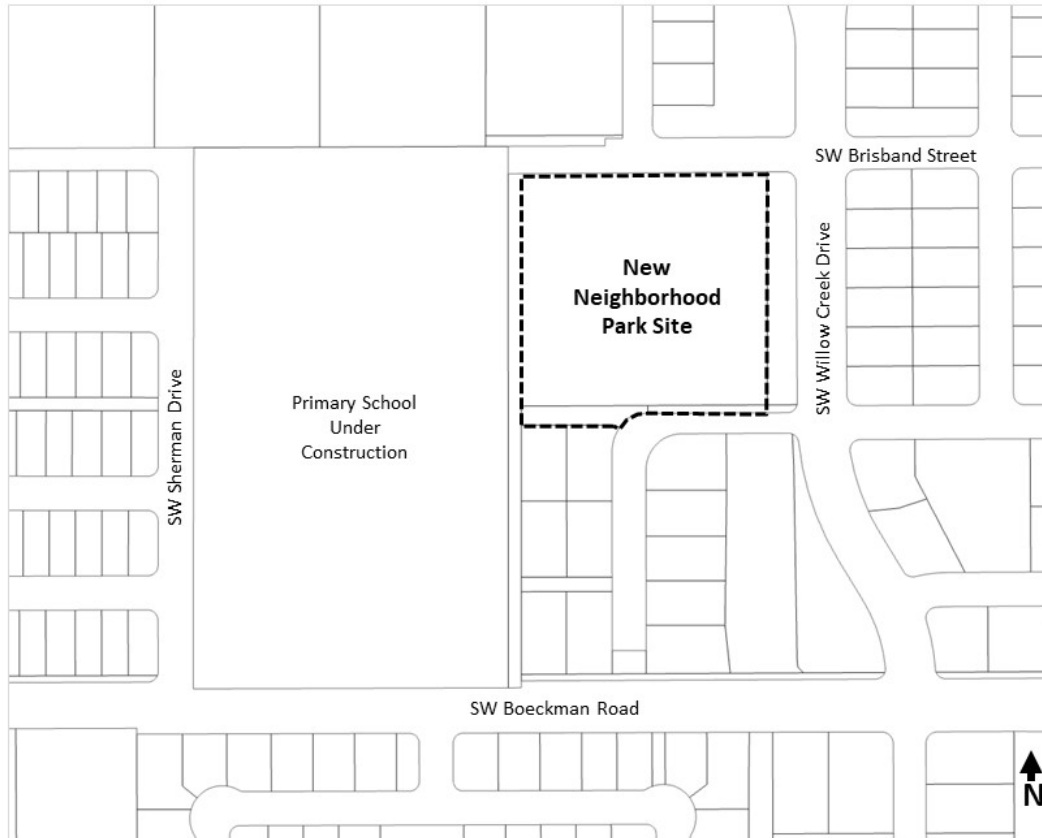 SW Brisband Street
New
Neighborhood
Park Site
SW Willow Creek Drive
Primary School
Under
Construction
SW Sherman Drive
SW Boeckman Road
N